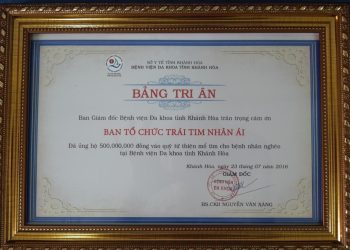 SỞ Y TẾ TỈNH KHÁNH HÒA
BỆNH VIỆN ĐA KHOA TỈNH KHÁNH HÒA
BẢNG TRI ÂN
Ban Giám đốc Bệnh viện Đa khoa tỉnh Khánh Hòa trân trọng cảm ơn
BAN TỔ CHỨC TRÁI TIM NHÂN ÁI
Đã ủng hộ 500,000,000 đồng vào quỹ từ thiện mổ tim cho bệnh nhân nghèo
tại Bệnh viện Đa khoa tỉnh Khánh Hòa
Khánh Hòa, ngày 23 tháng 07 năm 2016
GIÁM ĐỐC
BS.CKII NGUYỄN VĂN XÁNG